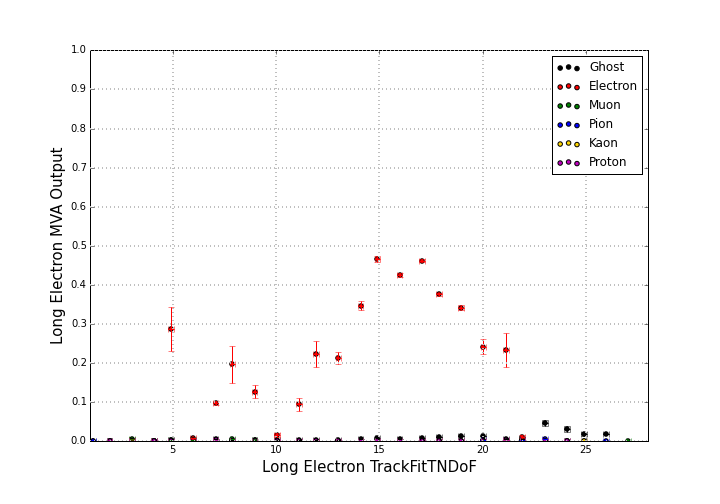 1.0
0.9
0.8
0.7
0.6
0.5
0.4
0.3
0.2
0.1
0.0
5
10
15
20
25
Long Electron TrackFitTNDoF
Long Electron MVA Output
Ghost
Electron
Muon
Pion
Kaon
Proton